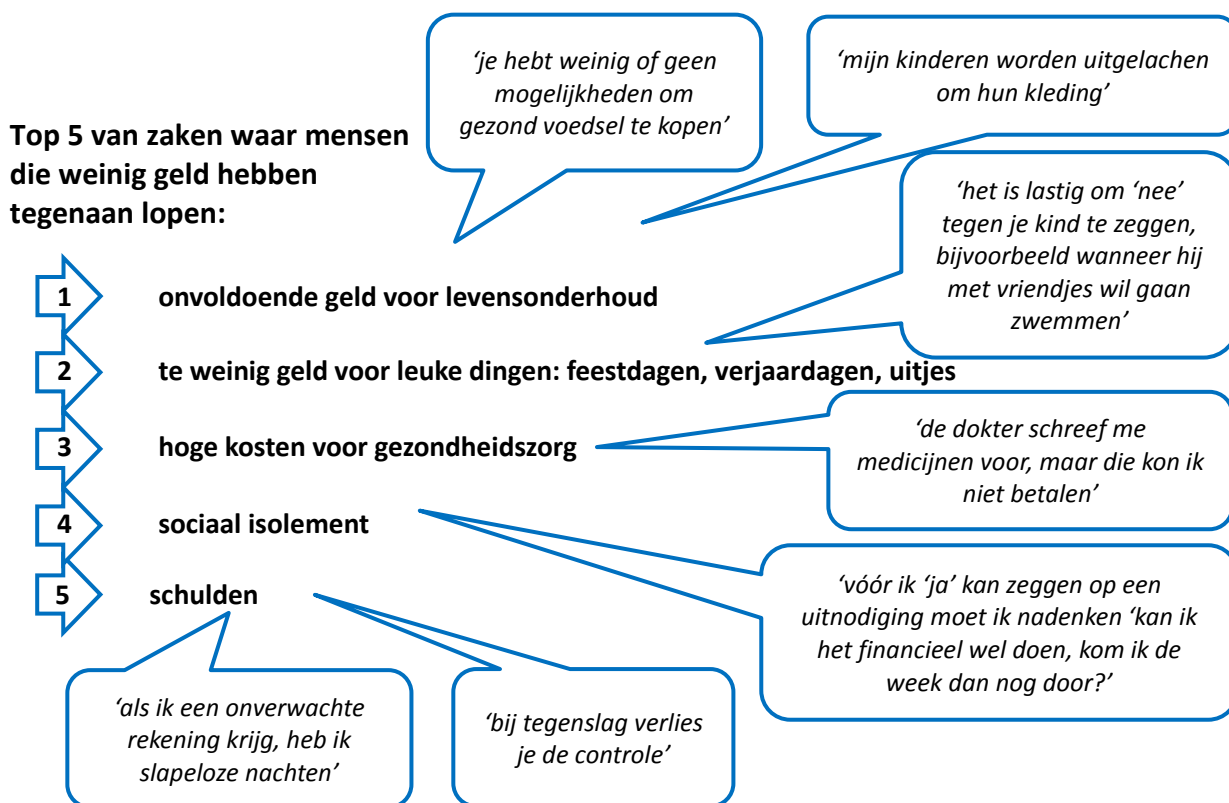 ‘je hebt weinig of geen
mogelijkheden om
gezond voedsel te kopen’
‘mijn kinderen worden uitgelachen
om hun kleding’
Top 5 van zaken waar mensen
die weinig geld hebben
tegenaan lopen:
‘het is lastig om ‘nee’
tegen je kind te zeggen,
bijvoorbeeld wanneer hij
met vriendjes wil gaan
zwemmen’
1 onvoldoende geld voor levensonderhoud
2 te weinig geld voor leuke dingen: feestdagen, verjaardagen, uitjes
3 hoge kosten voor gezondheidszorg
‘de dokter schreef me
medicijnen voor, maar die kon ik
niet betalen’
4 sociaal isolement
‘vóór ik ‘ja’ kan zeggen op een
uitnodiging moet ik nadenken ‘kan ik
het financieel wel doen, kom ik de
week dan nog door?’
5 schulden
‘als ik een onverwachte
rekening krijg, heb ik
slapeloze nachten’
‘bij tegenslag verlies
je de controle’